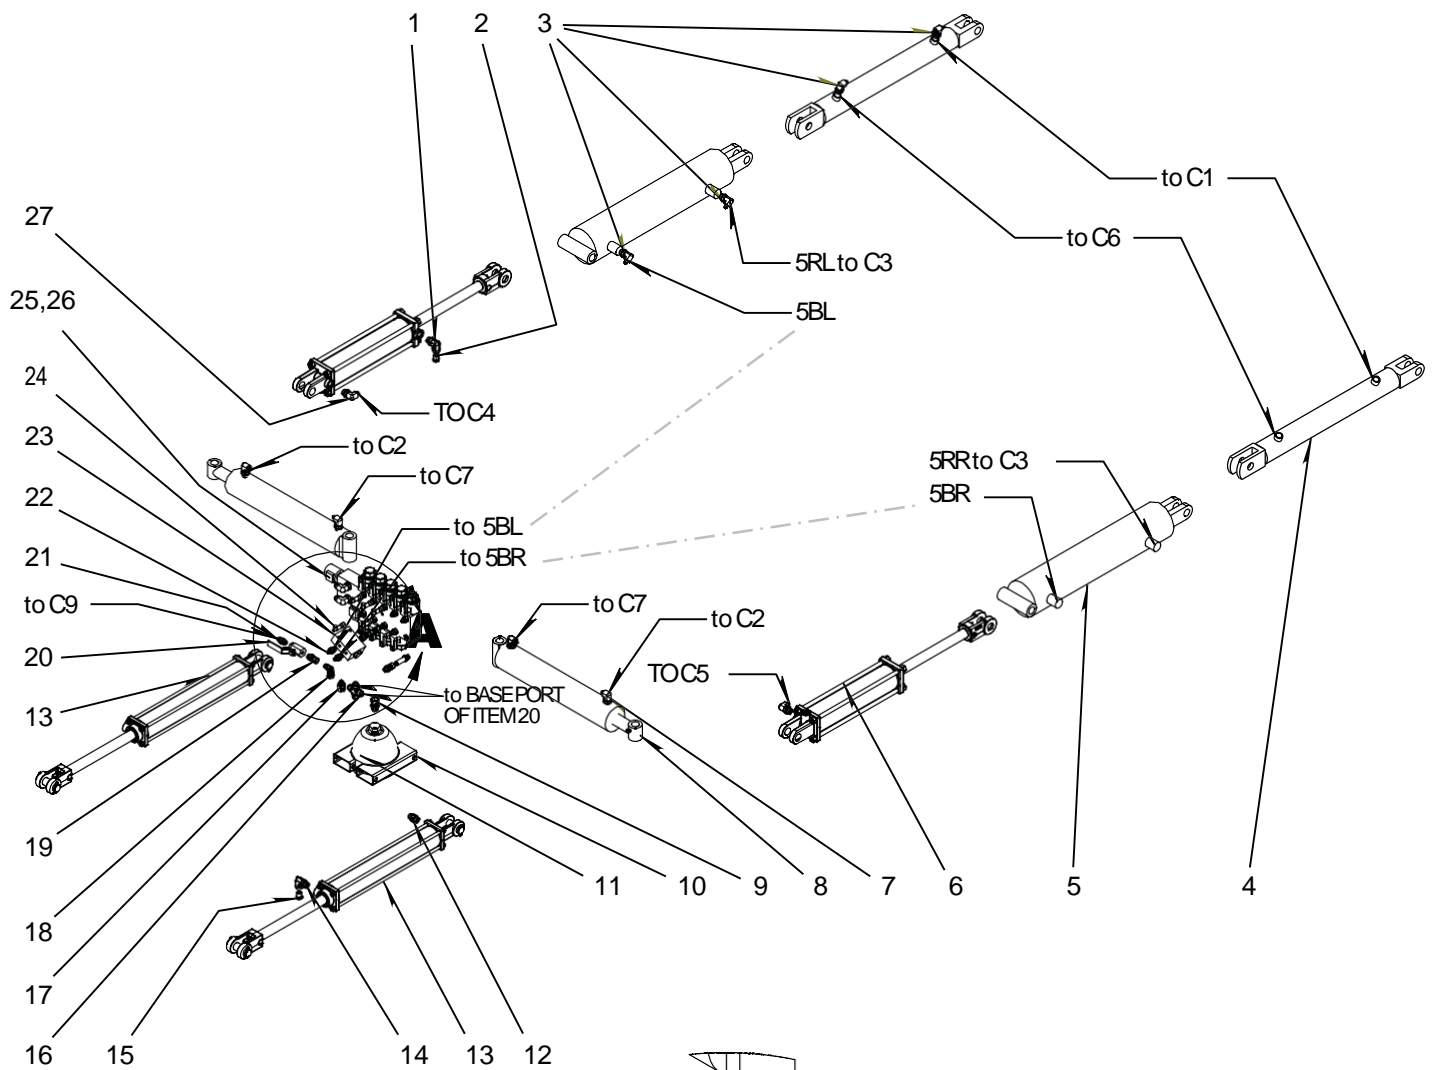 1
2
3
to C1
27
to C6
5RL to C3
25,26
5BL
24
TO C4
23
to C2
5RR to C3
22
to C7
5BR
to 5BL
21
to 5BR
to C9
to C7
A
to C2
20
TO C5
13
to BASE PORT
OF ITEM 20
19
11
10
9
8
7
6
5
4
18
17
16
15
14
13
12